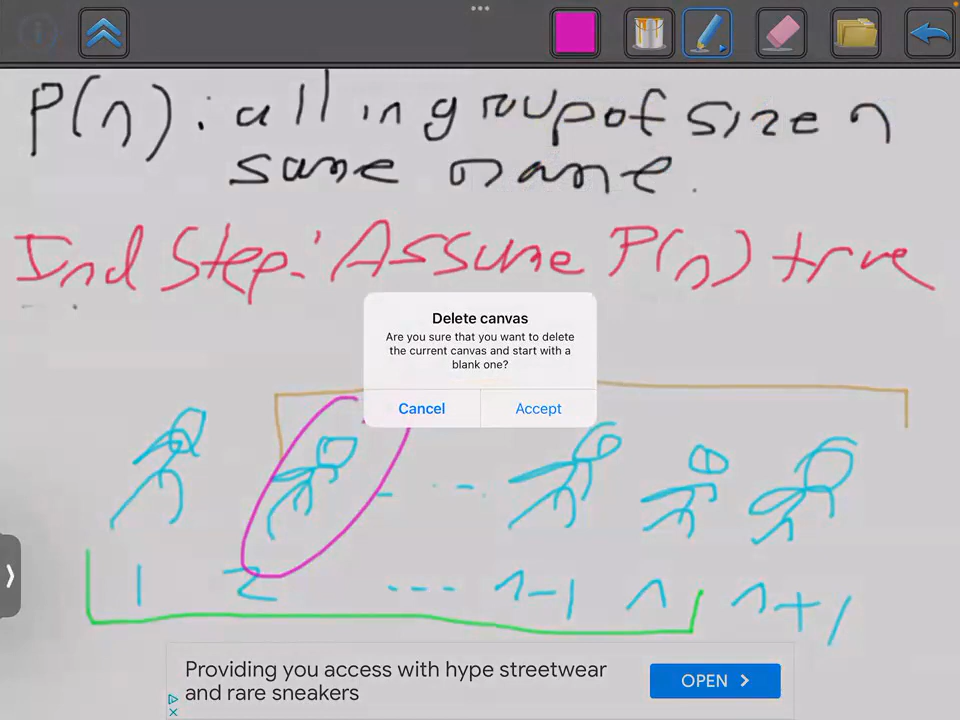 P(n): all in group of size n
same name.
Ind Step: Assume P(n) true
Delete canvas
Are you sure that you want to delete
the current canvas and start with a
blank one?
Cancel Accept
1 2 ... n-1 n n+1
Providing you access with hype streetwear
and rare sneakers
OPEN